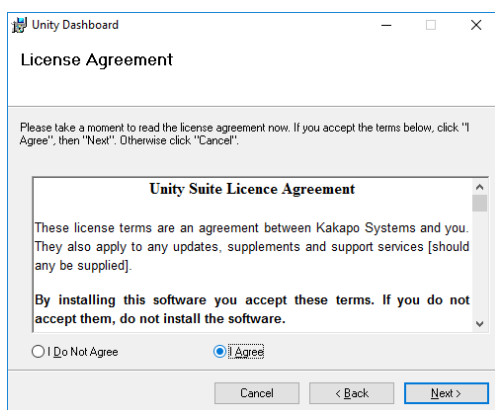 Unity Dashboard
License Agreement
Please take a moment to read the license agreement now. If you accept the terms below, click "I
Agree", then "Next". Otherwise click "Cancel".
Unity Suite Licence Agreement
These license terms are an agreement between Kakapo Systems and you.
They also apply to any updates, supplements and support services [should
any be supplied].
By installing this software you accept these terms. If you do not
accept them, do not install the software.
I Do Not Agree
I Agree
Cancel
< Back
Next >